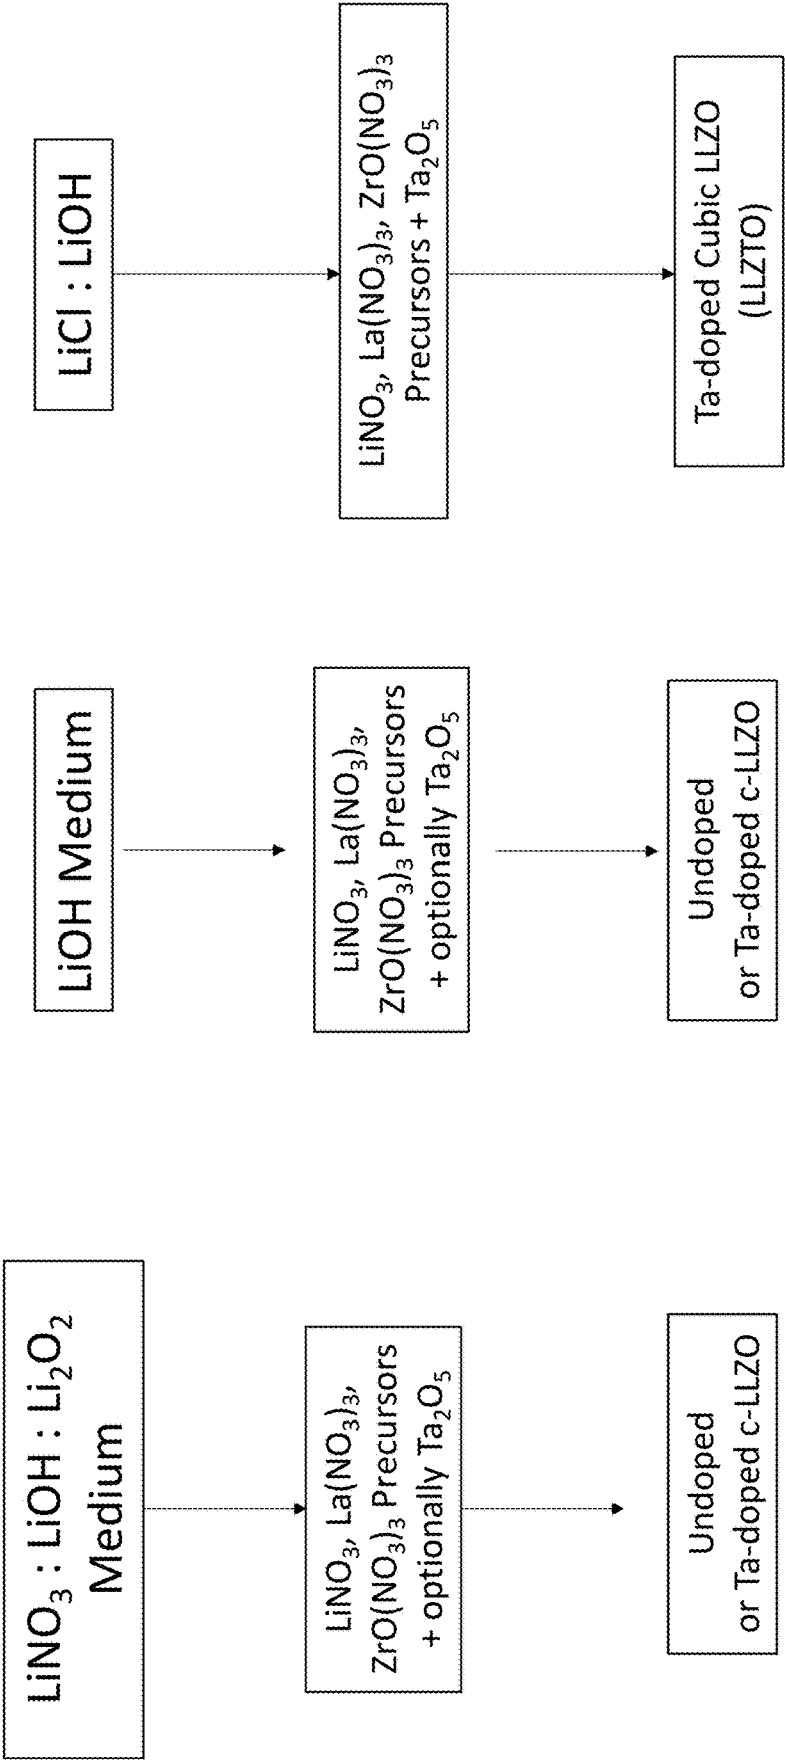 LiNO₃ : LiOH : Li₂O₂
Medium
LiNO₃, La(NO₃)₃,
ZrO(NO₃)₃ Precursors
+ optionally Ta₂O₅
Undoped
or Ta-doped c-LLZO
LiOH Medium
LiNO₃, La(NO₃)₃,
ZrO(NO₃)₃ Precursors
+ optionally Ta₂O₅
Undoped
or Ta-doped c-LLZO
LiCl : LiOH
LiNO₃, La(NO₃)₃, ZrO(NO₃)₃
Precursors + Ta₂O₅
Ta-doped Cubic LLZO
(LLZTO)